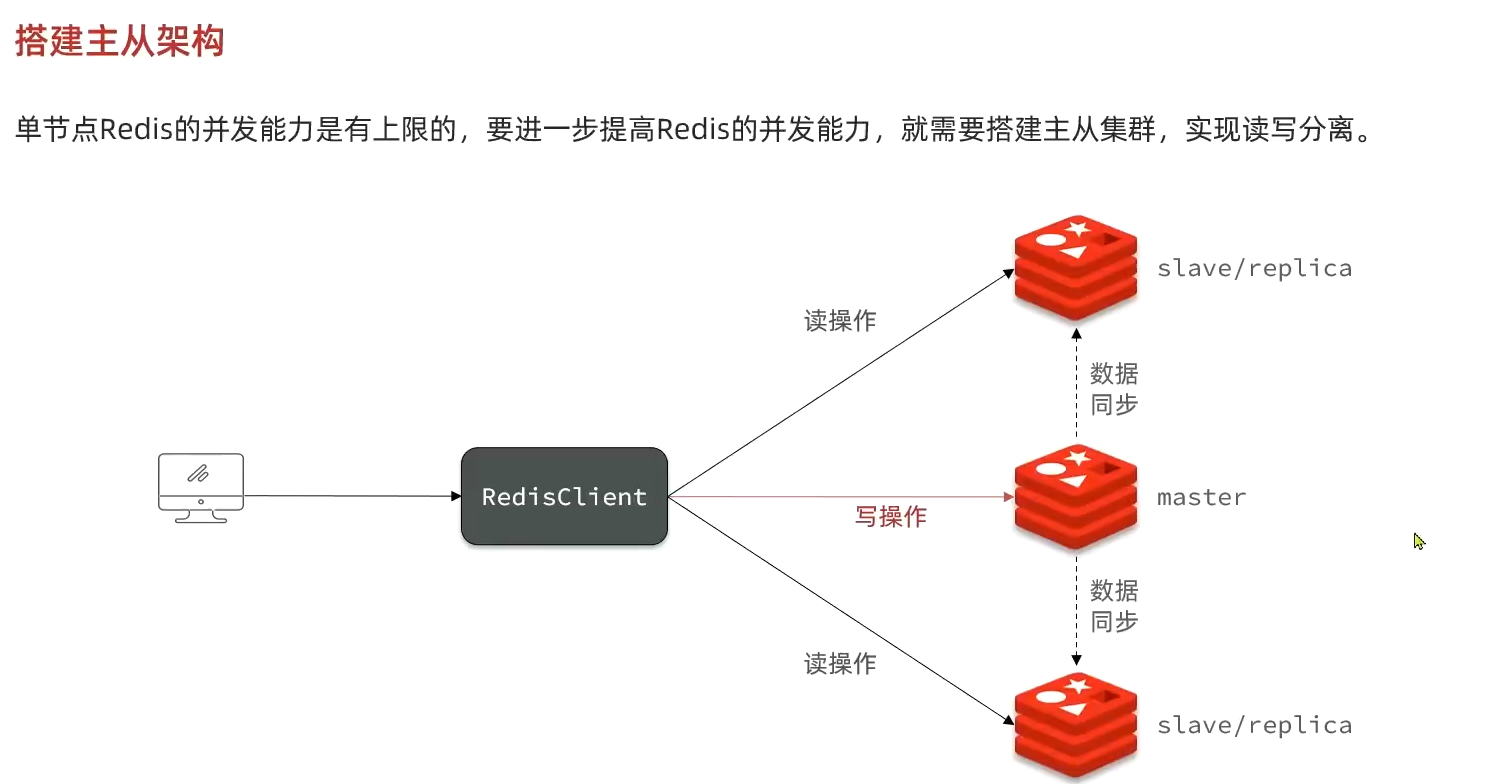 搭建主从架构
单节点Redis的并发能力是有上限的，要进一步提高Redis的并发能力，就需要搭建主从集群，实现读写分离。
slave/replica
读操作
数据
同步
RedisClient
写操作
master
数据
同步
读操作
slave/replica